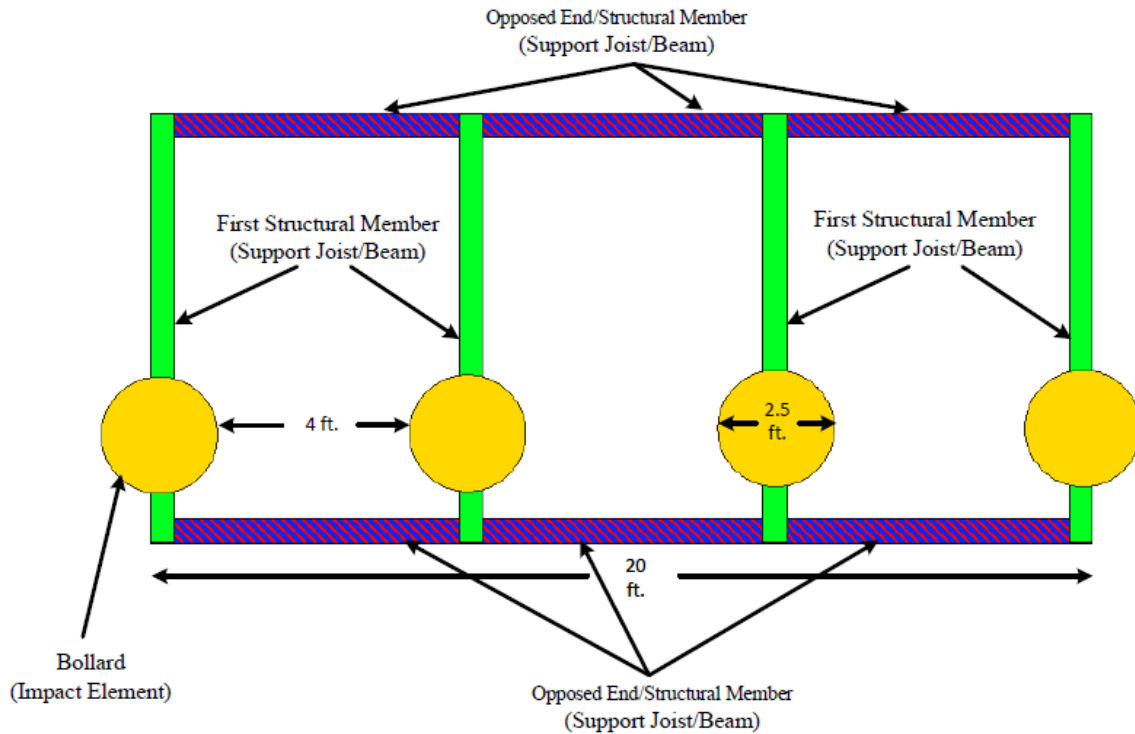 Opposed End/Structural Member
(Support Joist/Beam)
First Structural Member
(Support Joist/Beam)
First Structural Member
(Support Joist/Beam)
4 ft.
2.5
ft.
20
ft.
Bollard
(Impact Element)
Opposed End/Structural Member
(Support Joist/Beam)